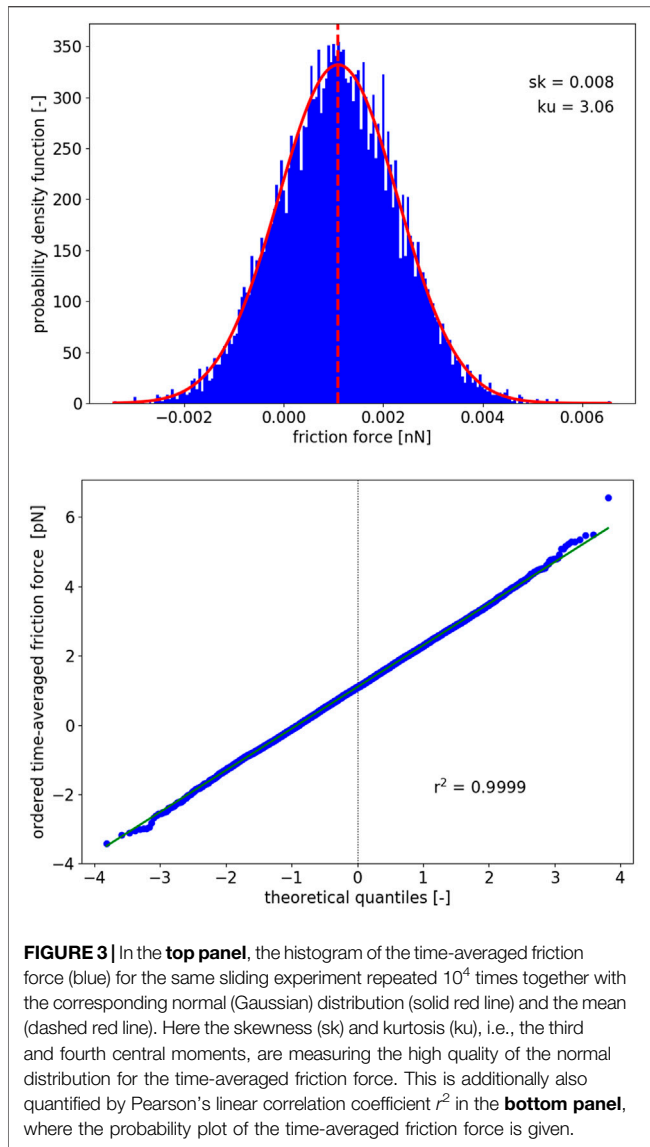 350
300
250
200
150
100
50
0
probability density function [-]
sk = 0.008
ku = 3.06
−0.002 0.000 0.002 0.004 0.006
friction force [nN]
6
4
2
0
−2
−4
ordered time-averaged friction force [pN]
r² = 0.9999
−4 −3 −2 −1 0 1 2 3 4
theoretical quantiles [-]
FIGURE 3 | In the top panel, the histogram of the time-averaged friction
force (blue) for the same sliding experiment repeated 10⁴ times together with
the corresponding normal (Gaussian) distribution (solid red line) and the mean
(dashed red line). Here the skewness (sk) and kurtosis (ku), i.e., the third
and fourth central moments, are measuring the high quality of the normal
distribution for the time-averaged friction force. This is additionally also
quantified by Pearson's linear correlation coefficient r² in the bottom panel,
where the probability plot of the time-averaged friction force is given.